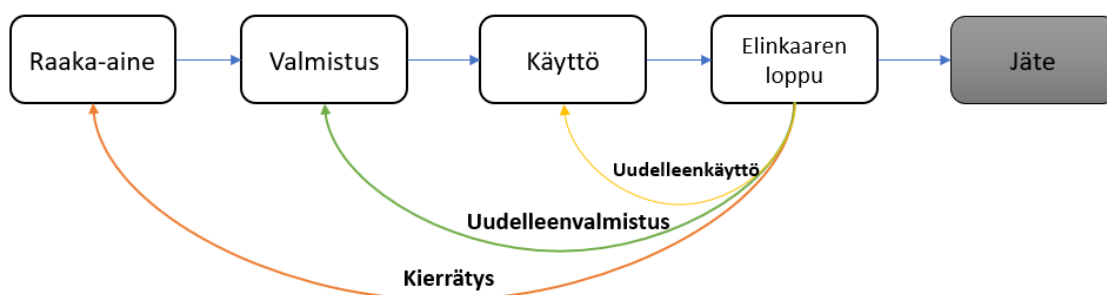 Raaka-aine
Valmistus
Käyttö
Elinkaaren
loppu
Jäte
Uudelleenkäyttö
Uudelleenvalmistus
Kierrätys